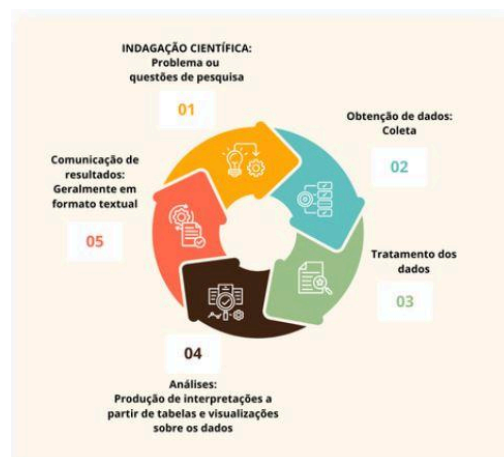 INDAGAÇÃO CIENTÍFICA:
Problema ou
questões de pesquisa
01
Obtenção de dados:
Coleta
02
Tratamento dos
dados
03
04
Análises:
Produção de interpretações a
partir de tabelas e visualizações
sobre os dados
Comunicação de
resultados:
Geralmente em
formato textual
05